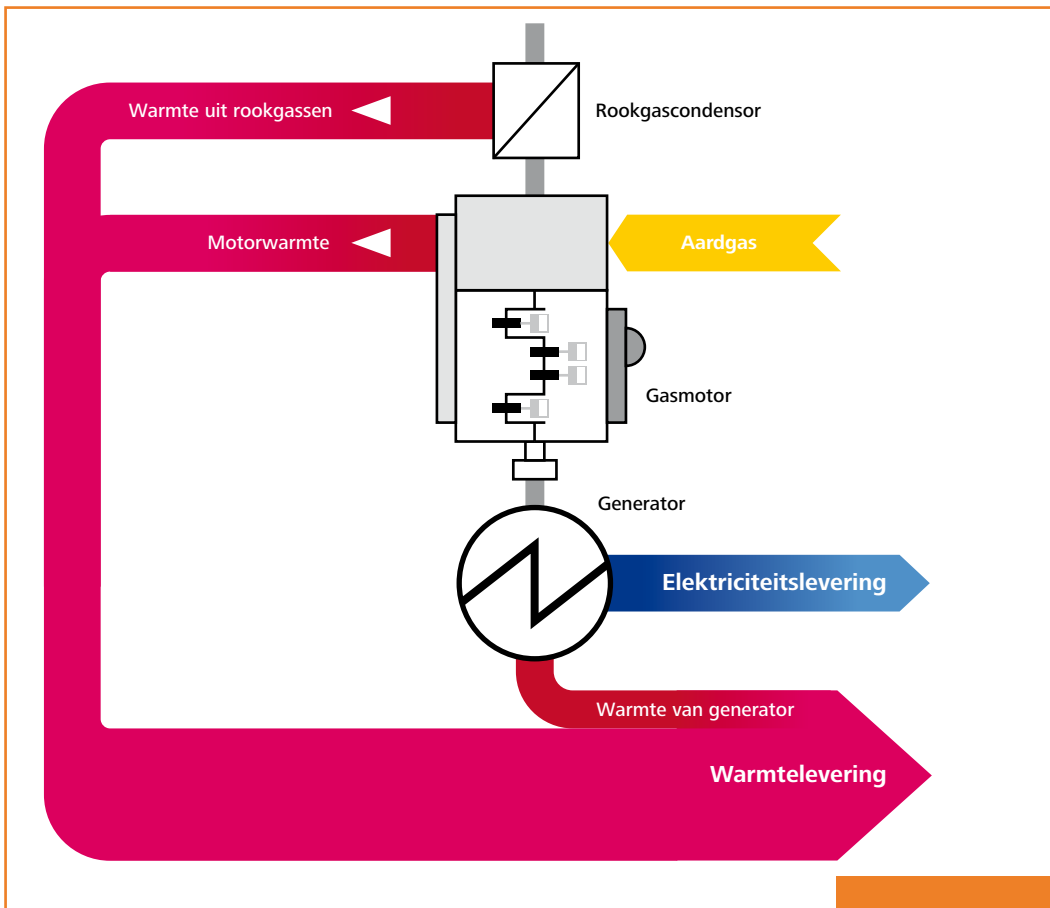 Warmte uit rookgassen
Rookgascondensor
Motorwarmte
Aardgas
Gasmotor
Generator
Elektriciteitslevering
Warmte van generator
Warmtelevering